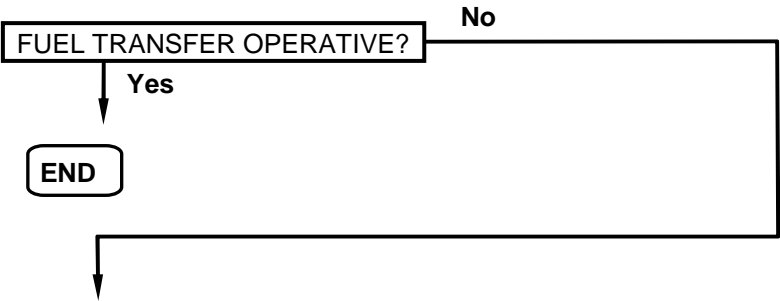 No
FUEL TRANSFER OPERATIVE?
Yes
END